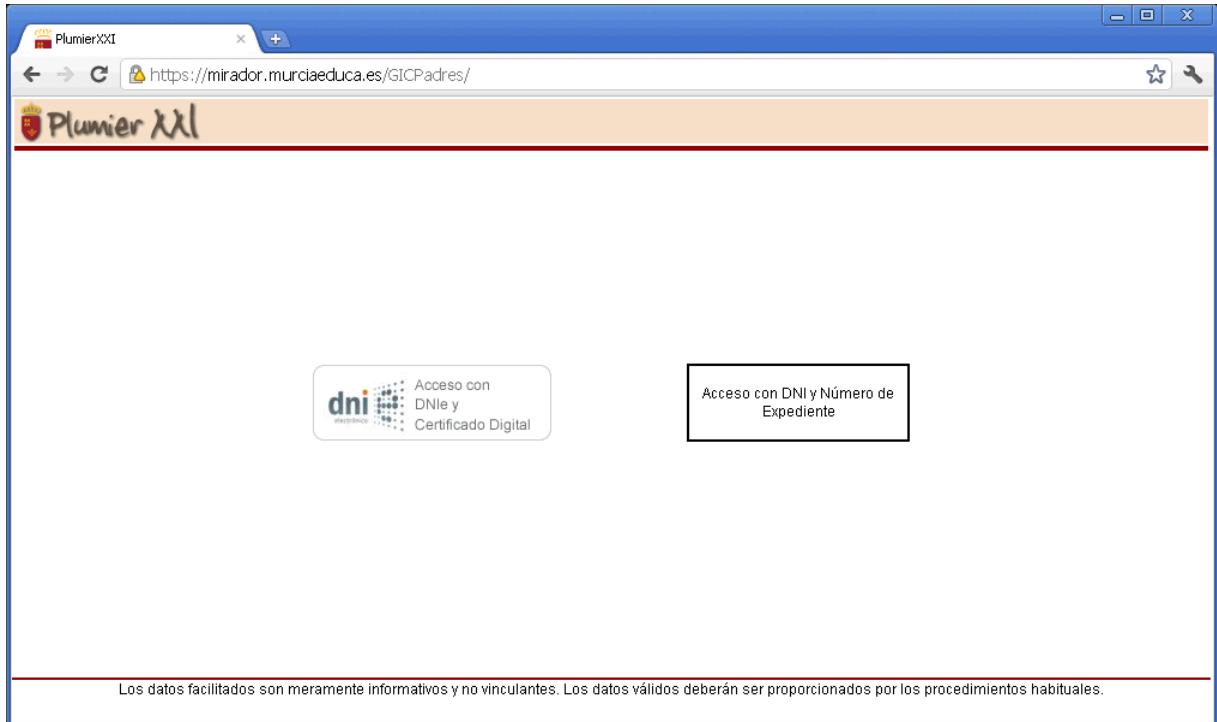 PlumierXXI
https://mirador.murciaeduca.es/GICPadres/
Plumier XXI
dni
electrónico
Acceso con
DNIe y
Certificado Digital
Acceso con DNI y Número de
Expediente
Los datos facilitados son meramente informativos y no vinculantes. Los datos válidos deberán ser proporcionados por los procedimientos habituales.